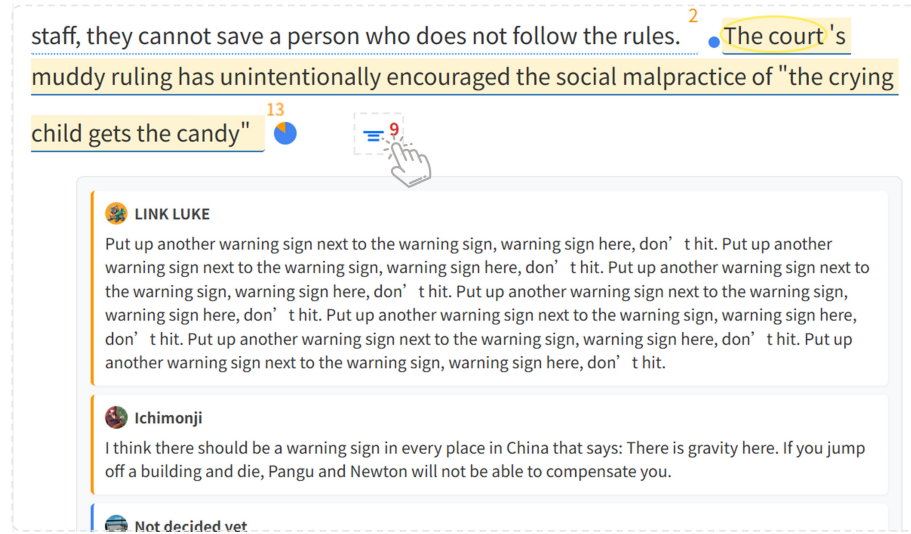 2
staff, they cannot save a person who does not follow the rules. The court's
muddy ruling has unintentionally encouraged the social malpractice of "the crying
13
child gets the candy" 9
LINK LUKE
Put up another warning sign next to the warning sign, warning sign here, don’t hit. Put up another
warning sign next to the warning sign, warning sign here, don’t hit. Put up another warning sign next to
the warning sign, warning sign here, don’t hit. Put up another warning sign next to the warning sign,
warning sign here, don’t hit. Put up another warning sign next to the warning sign, warning sign here,
don’t hit. Put up another warning sign next to the warning sign, warning sign here, don’t hit. Put up
another warning sign next to the warning sign, warning sign here, don’t hit.
Ichimonji
I think there should be a warning sign in every place in China that says: There is gravity here. If you jump
off a building and die, Pangu and Newton will not be able to compensate you.
Not decided yet